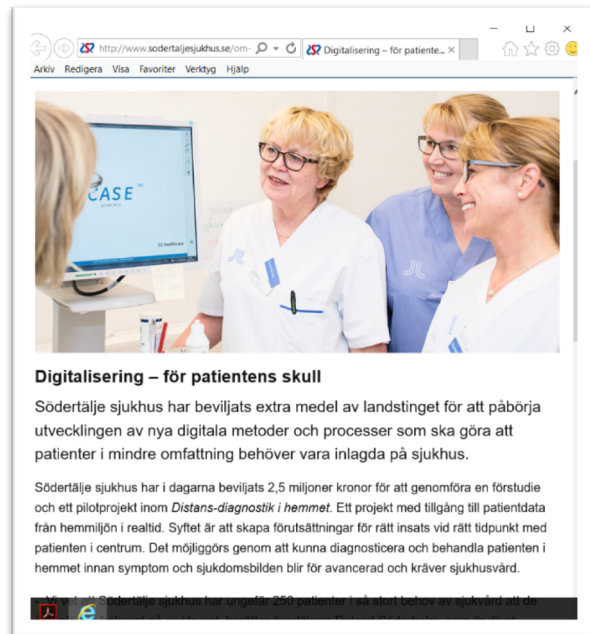 http://www.sodertaljesjukhus.se/om-
Digitalisering – för patiente...
Arkiv Redigera Visa Favoriter Verktyg Hjälp
CASE
Digitalisering – för patientens skull
Södertälje sjukhus har beviljats extra medel av landstinget för att påbörja
utvecklingen av nya digitala metoder och processer som ska göra att
patienter i mindre omfattning behöver vara inlagda på sjukhus.
Södertälje sjukhus har i dagarna beviljats 2,5 miljoner kronor för att genomföra en förstudie
och ett pilotprojekt inom Distans-diagnostik i hemmet. Ett projekt med tillgång till patientdata
från hemmiljön i realtid. Syftet är att skapa förutsättningar för rätt insats vid rätt tidpunkt med
patienten i centrum. Det möjliggörs genom att kunna diagnosticera och behandla patienten i
hemmet innan symptom och sjukdomsbilden blir för avancerad och kräver sjukhusvård.
- Vi vet att Södertälje sjukhus har ungefär 250 patienter i så stort behov av sjukvård att de